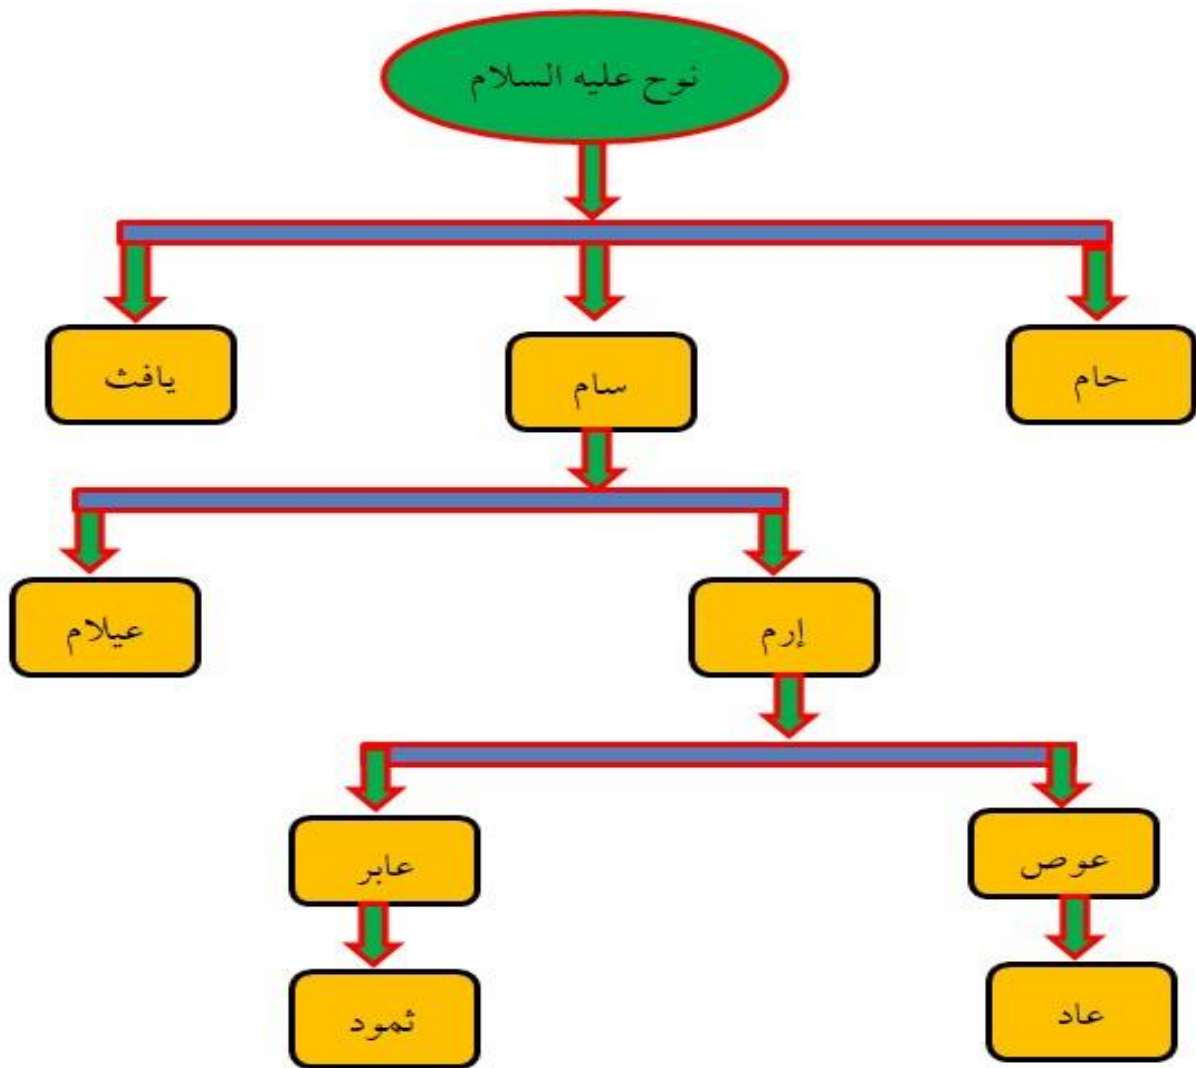 نوح عليه السلام
حام
سام
يافث
إرم
عيلام
عوص
عابر
عاد
ثمود